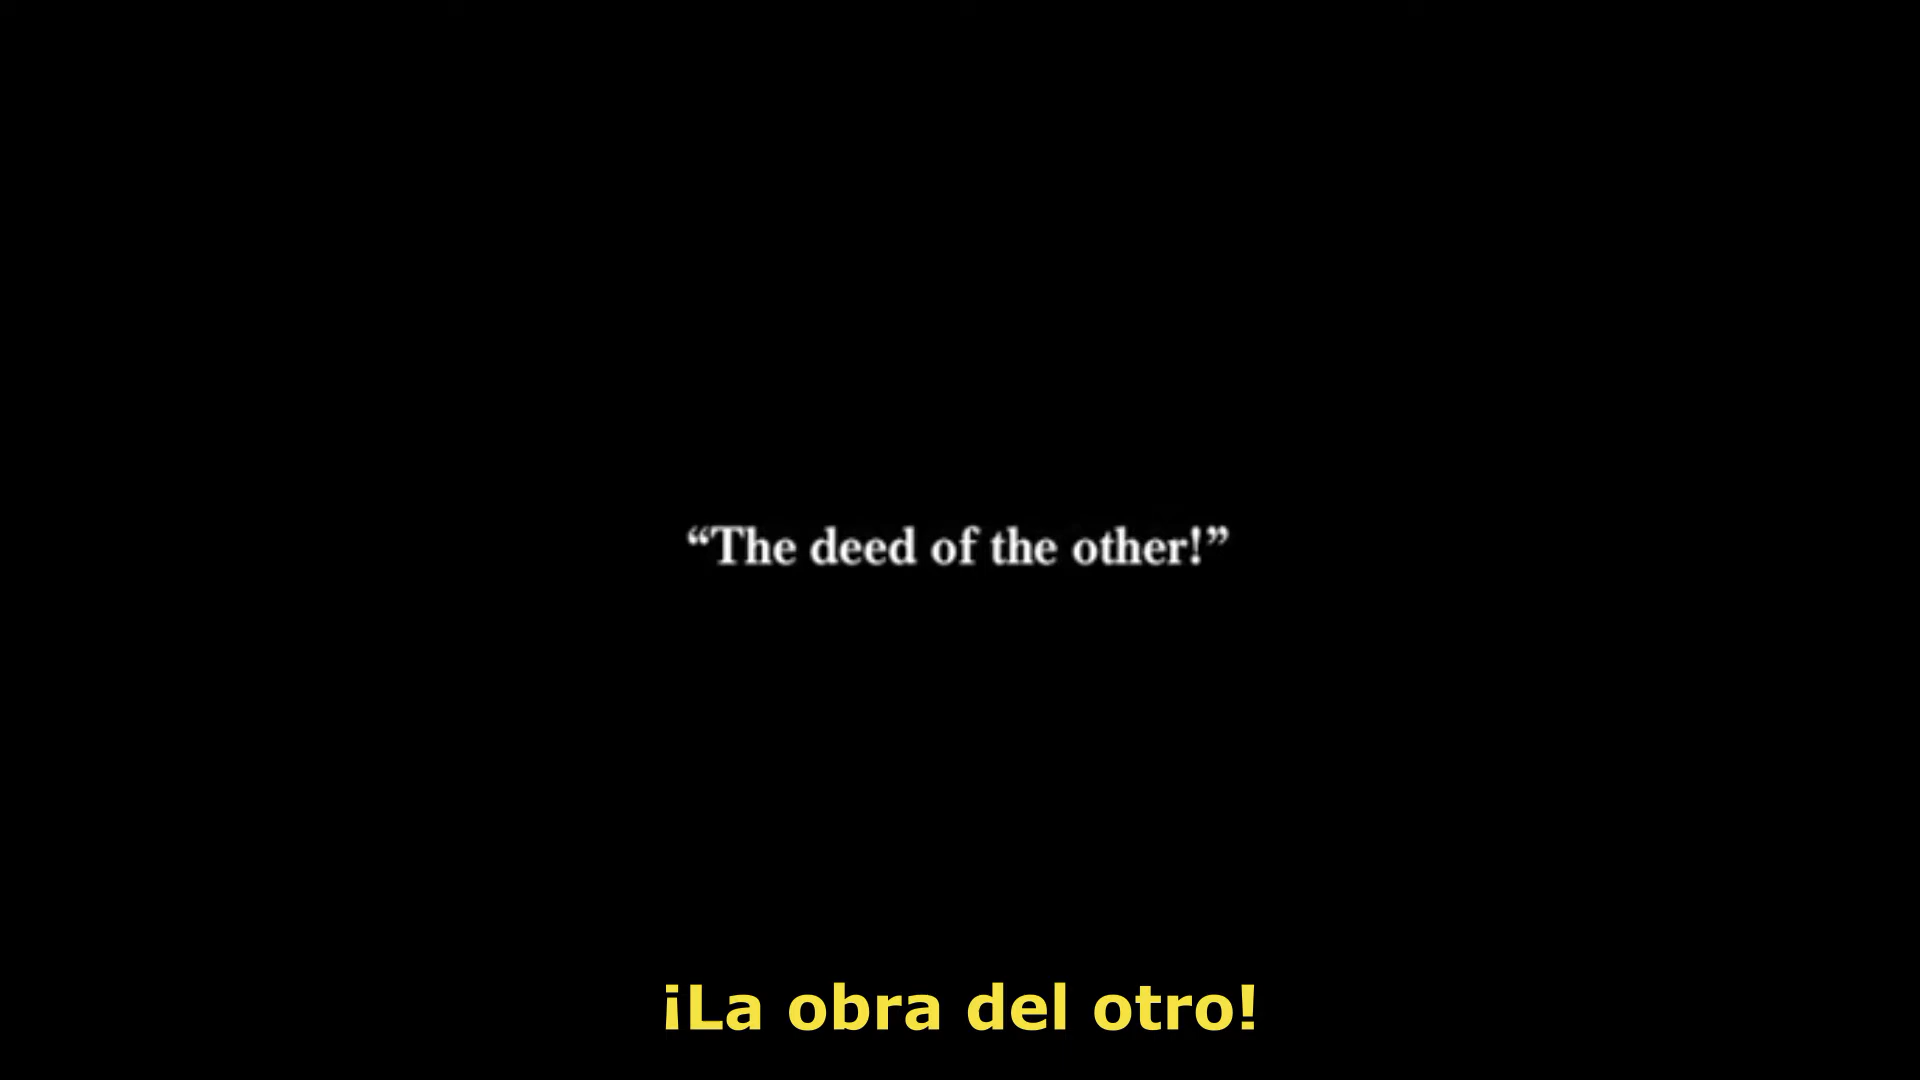 “The deed of the other!”
¡La obra del otro!